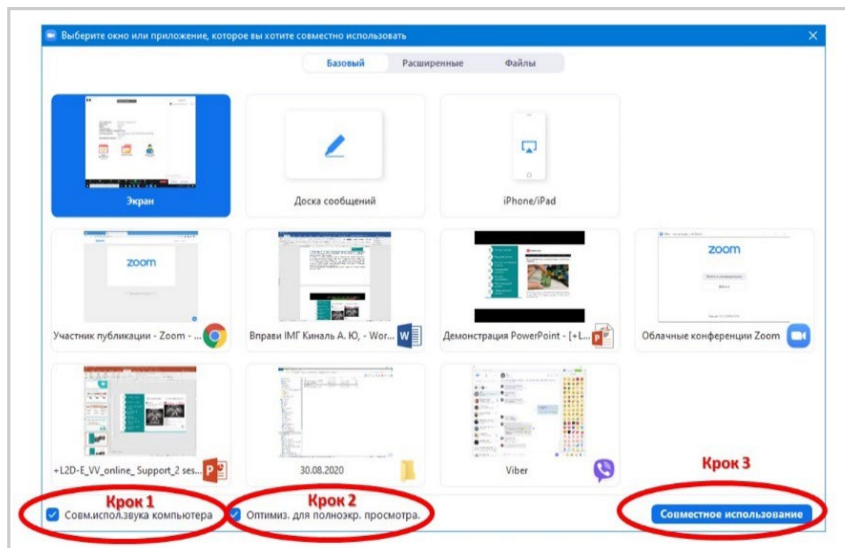 Выберите окно или приложение, которое вы хотите совместно использовать
Базовый Расширенные Файлы
Экран Доска сообщений iPhone/iPad
zoom
zoom
Участник публикации - Zoom - ... Вправи ІМГ Киналь А. Ю, - Wor... Демонстрация PowerPoint - [+L... Облачные конференции Zoom
+L2D-E_VV_online_ Support_2 ses... 30.08.2020 Viber
Крок 1 Крок 2 Крок 3
Совм.испол.звука компьютера Оптимиз. для полноэкр. просмотра. Совместное использование